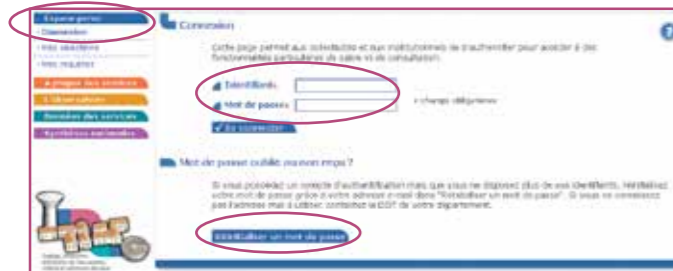 Espace perso
Connexion
Mes sélections
Mes requêtes
A propos des services
L'observatoire
Données des services
Synthèses nationales
Connexion
Cette page permet aux collectivités et aux institutionnels de s'authentifier pour accéder à des
fonctionnalités particulières de saisie et de consultation.
Identifiants
Mot de passe
* champs obligatoires
Se connecter
Mot de passe oublié ou non reçu ?
Si vous possédez un compte d'authentification mais que vous ne disposez plus de vos identifiants, réinitialisez
votre mot de passe grâce à votre adresse e-mail dans "Réinitialiser un mot de passe". Si vous ne connaissez
pas l'adresse mail à utiliser, contactez la DDT de votre département.
Réinitialiser un mot de passe